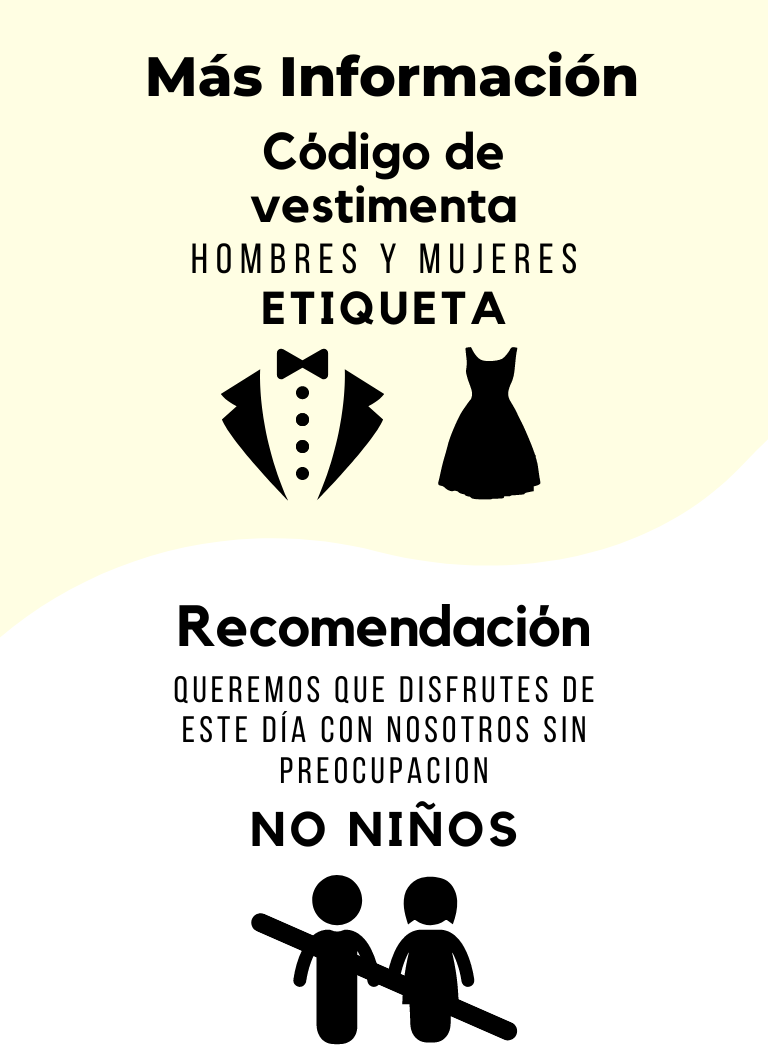 Más Información
Código de
vestimenta
HOMBRES Y MUJERES
ETIQUETA
Recomendación
QUEREMOS QUE DISFRUTES DE
ESTE DÍA CON NOSOTROS SIN
PREOCUPACION
NO NIÑOS